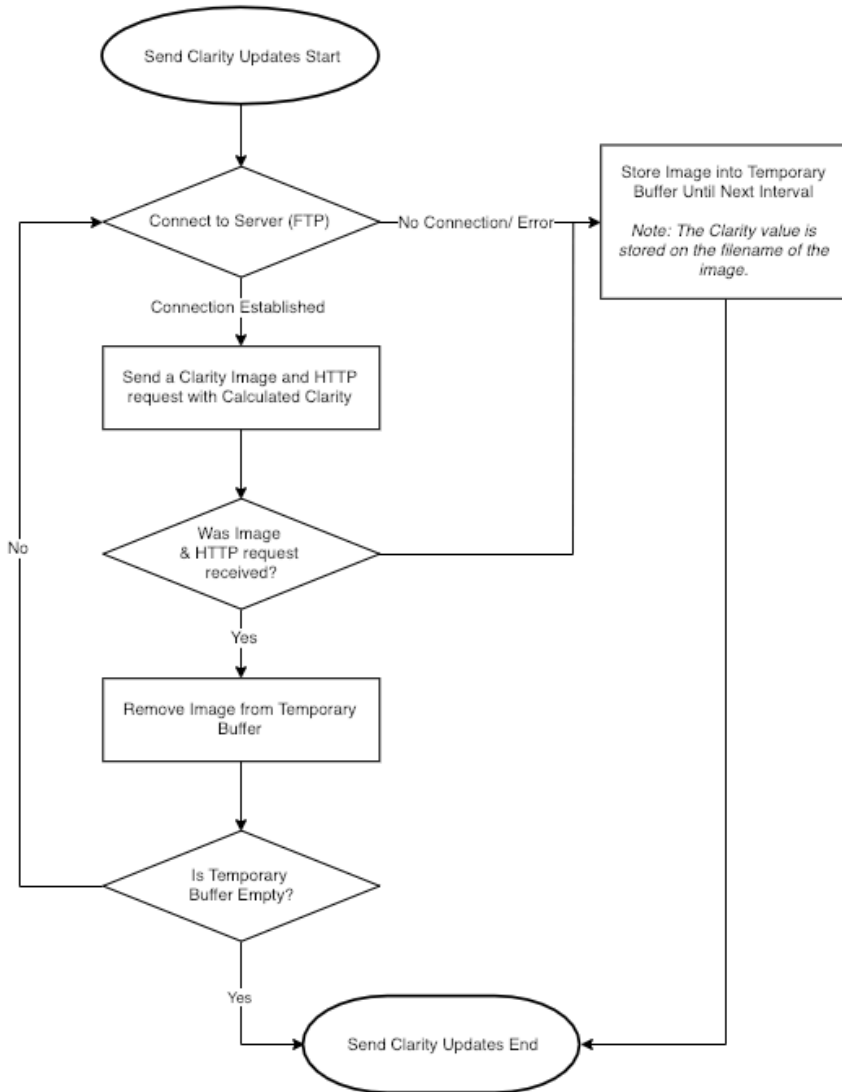 Send Clarity Updates Start
Connect to Server (FTP)
No Connection/ Error
Store Image into Temporary
Buffer Until Next Interval
Note: The Clarity value is
stored on the filename of the
image.
Connection Established
Send a Clarity Image and HTTP
request with Calculated Clarity
Was Image
& HTTP request
received?
No
Yes
Remove Image from Temporary
Buffer
Is Temporary
Buffer Empty?
Yes
Send Clarity Updates End